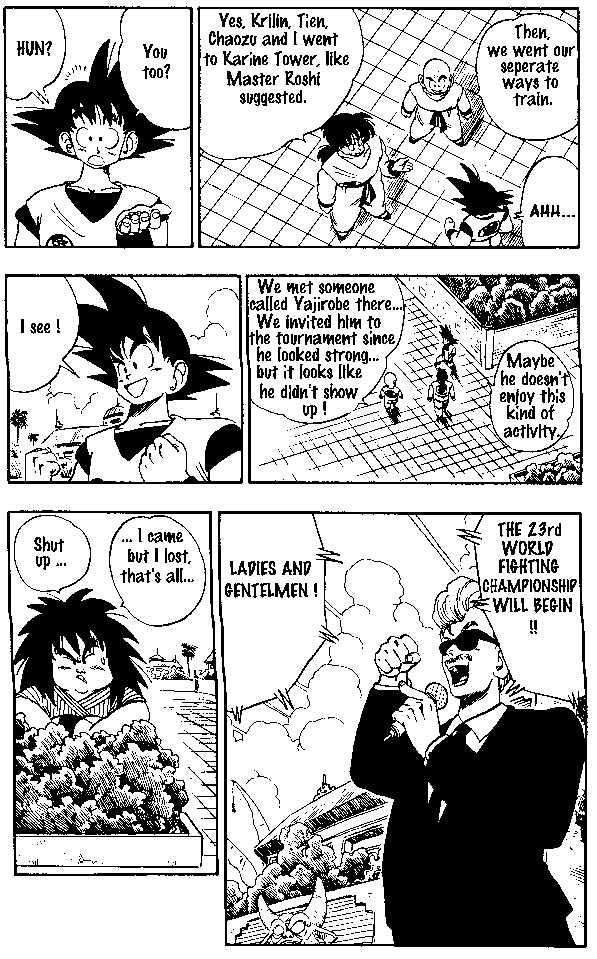 HUN?
You
too?
Yes, Krilin, Tien,
Chaozu and I went
to Karine Tower, like
Master Roshi
suggested.
Then,
we went our
seperate
ways to
train.
AHH...
I see !
We met someone
called Yajirobe there...
We invited him to
the tournament since
he looked strong...
but it looks like
he didn't show
up !
Maybe
he doesn't
enjoy this
kind of
activity.
Shut
up ...
... I came
but I lost,
that's all...
LADIES AND
GENTELMEN !
THE 23rd
WORLD
FIGHTING
CHAMPIONSHIP
WILL BEGIN
!!